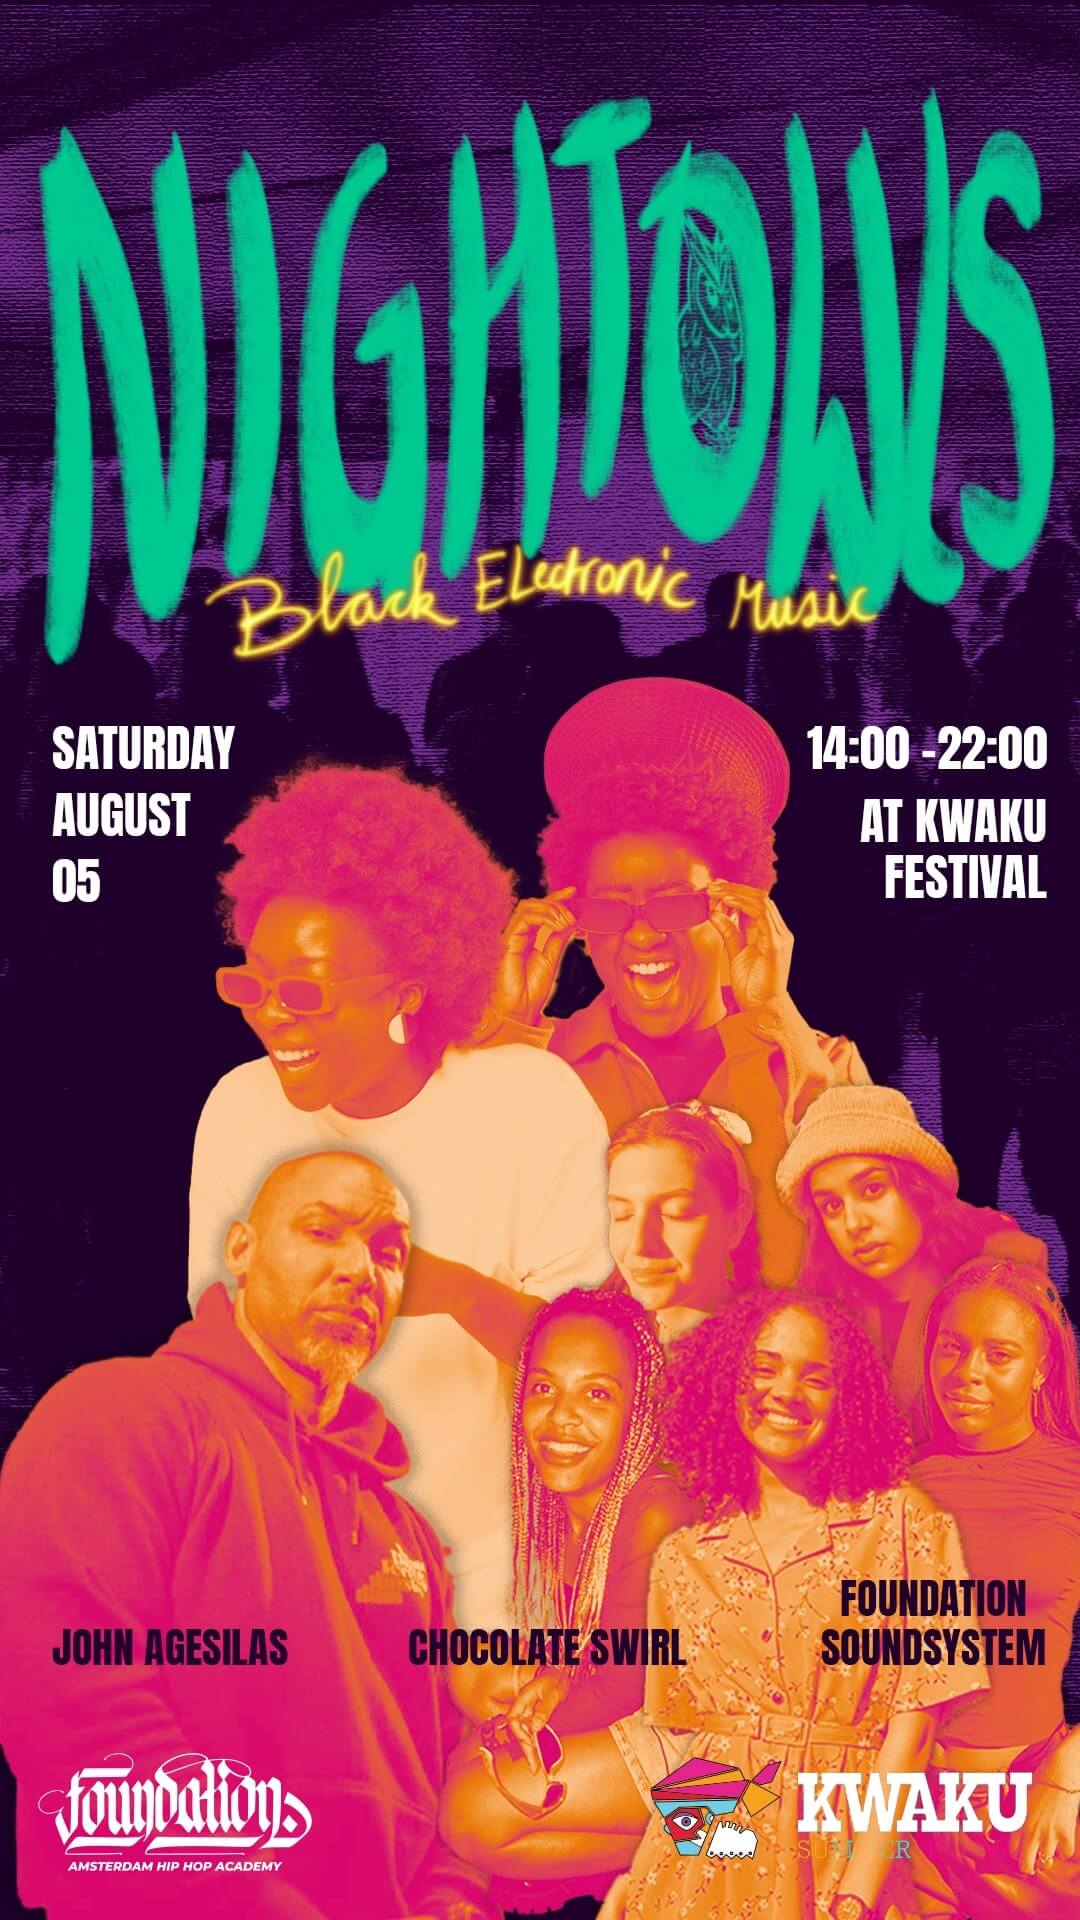 NIGHTOWLS
Black Electronic Music
SATURDAY
AUGUST
05
14:00 -22:00
AT KWAKU
FESTIVAL
JOHN AGESILAS
CHOCOLATE SWIRL
FOUNDATION
SOUNDSYSTEM
foundation.
AMSTERDAM HIP HOP ACADEMY
KWAKU